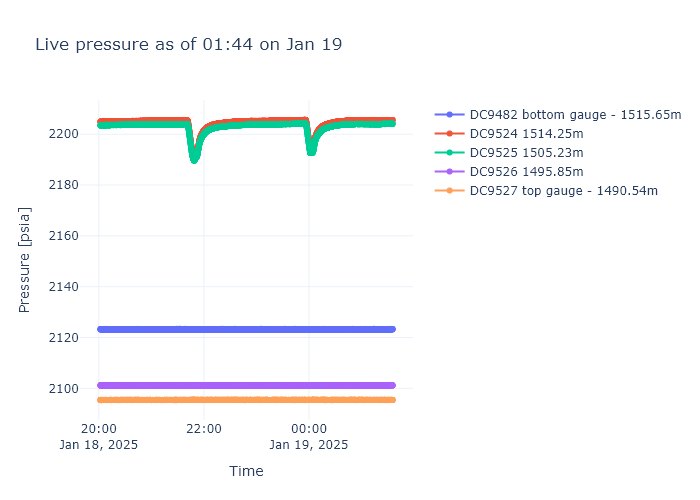 Live pressure as of 01:44 on Jan 19
DC9482 bottom gauge - 1515.65m
DC9524 1514.25m
DC9525 1505.23m
DC9526 1495.85m
DC9527 top gauge - 1490.54m
Pressure [psia]
2200
2180
2160
2140
2120
2100
20:00
Jan 18, 2025
22:00
00:00
Jan 19, 2025
Time